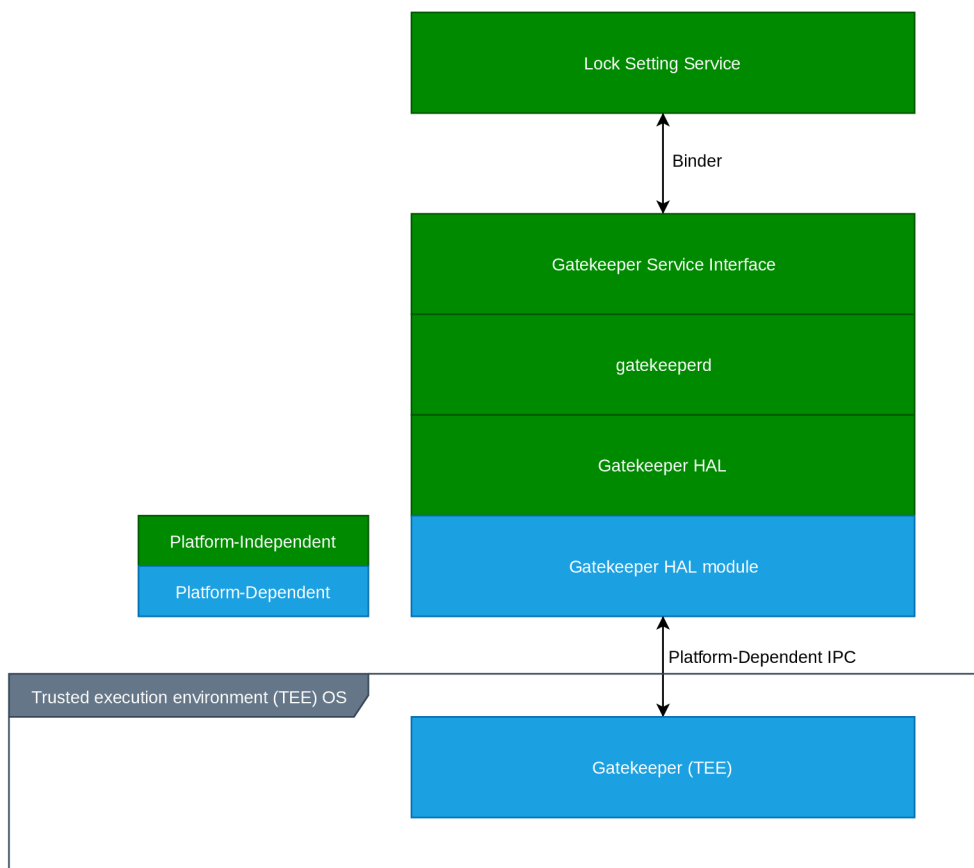 Lock Setting Service
Binder
Gatekeeper Service Interface
gatekeeperd
Gatekeeper HAL
Platform-Independent
Platform-Dependent
Gatekeeper HAL module
Platform-Dependent IPC
Trusted execution environment (TEE) OS
Gatekeeper (TEE)